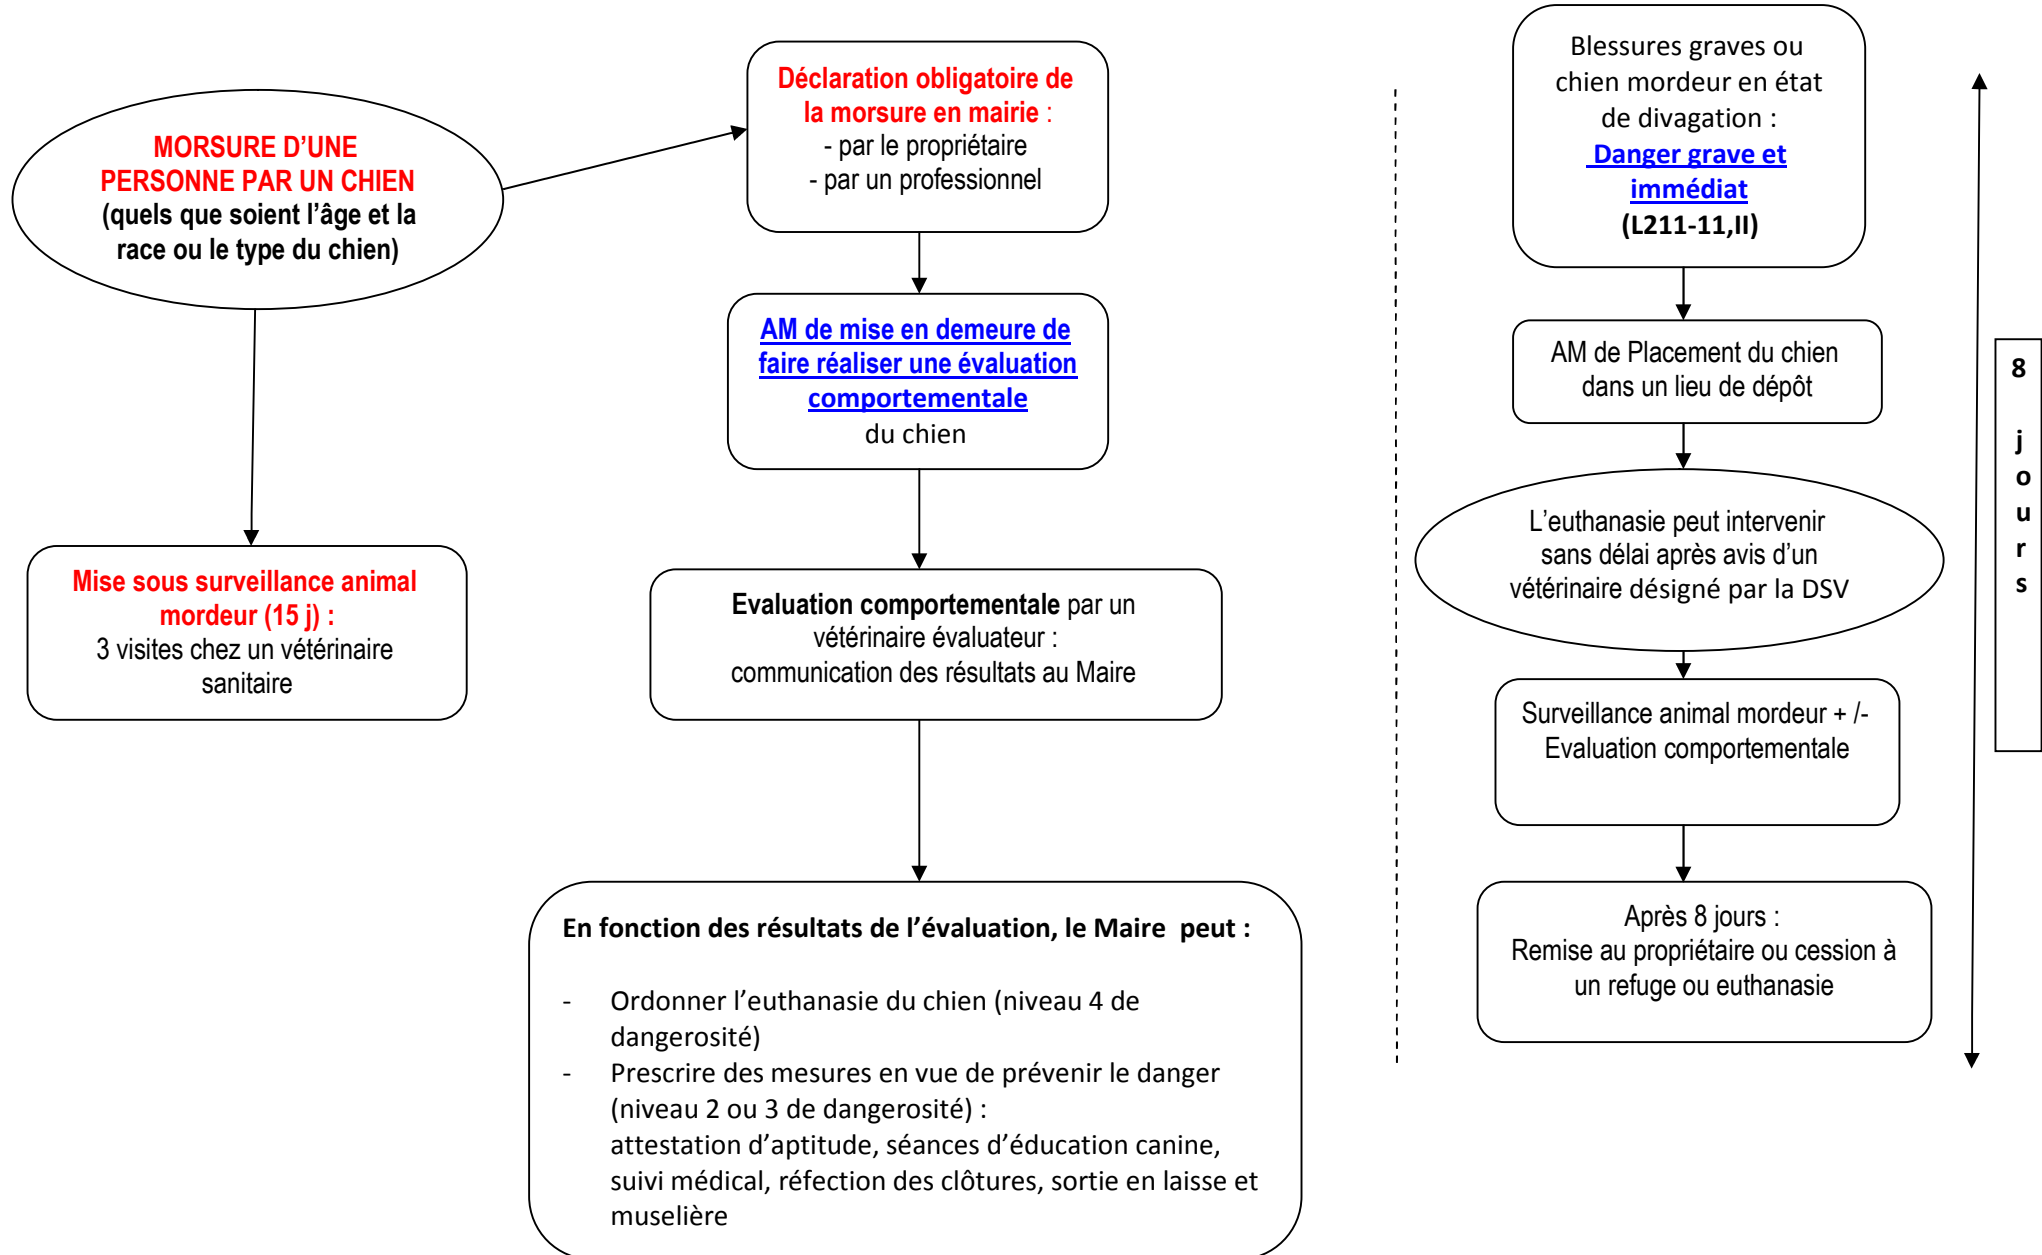 MORSURE D’UNE
PERSONNE PAR UN CHIEN
(quels que soient l’âge et la
race ou le type du chien)
Mise sous surveillance animal
mordeur (15 j) :
3 visites chez un vétérinaire
sanitaire
Déclaration obligatoire de
la morsure en mairie :
- par le propriétaire
- par un professionnel
AM de mise en demeure de
faire réaliser une évaluation
comportementale
du chien
Evaluation comportementale par un
vétérinaire évaluateur :
communication des résultats au Maire
En fonction des résultats de l’évaluation, le Maire peut :
- Ordonner l’euthanasie du chien (niveau 4 de
dangerosité)
- Prescrire des mesures en vue de prévenir le danger
(niveau 2 ou 3 de dangerosité) :
attestation d’aptitude, séances d’éducation canine,
suivi médical, réfection des clôtures, sortie en laisse et
muselière
Blessures graves ou
chien mordeur en état
de divagation :
Danger grave et
immédiat
(L211-11,II)
AM de Placement du chien
dans un lieu de dépôt
L’euthanasie peut intervenir
sans délai après avis d’un
vétérinaire désigné par la DSV
Surveillance animal mordeur + /-
Evaluation comportementale
Après 8 jours :
Remise au propriétaire ou cession à
un refuge ou euthanasie
8
j
o
u
r
s